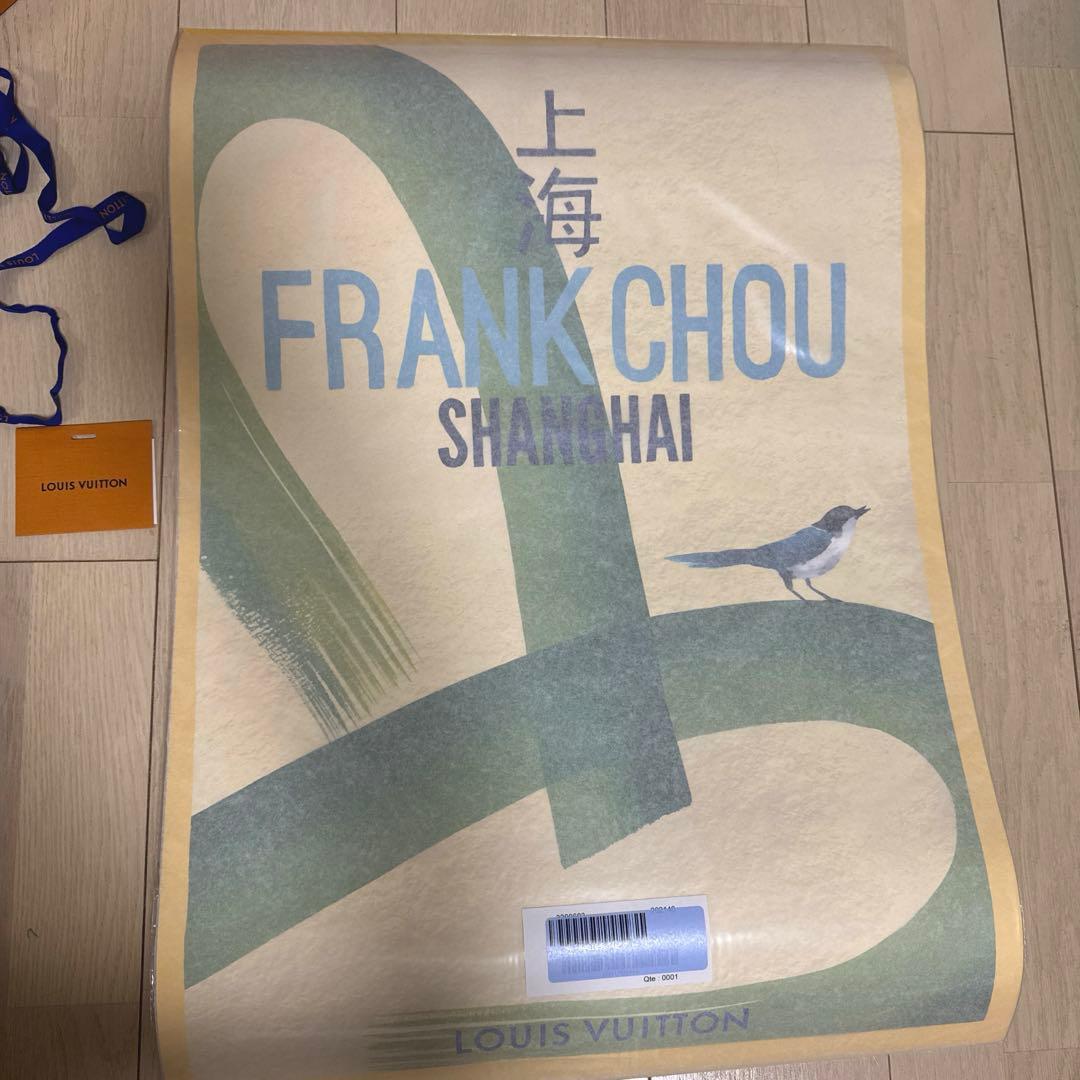 上
海
FRANK CHOU
SHANGHAI
LOUIS VUITTON
Qte : 0001
LOUIS VUITTON